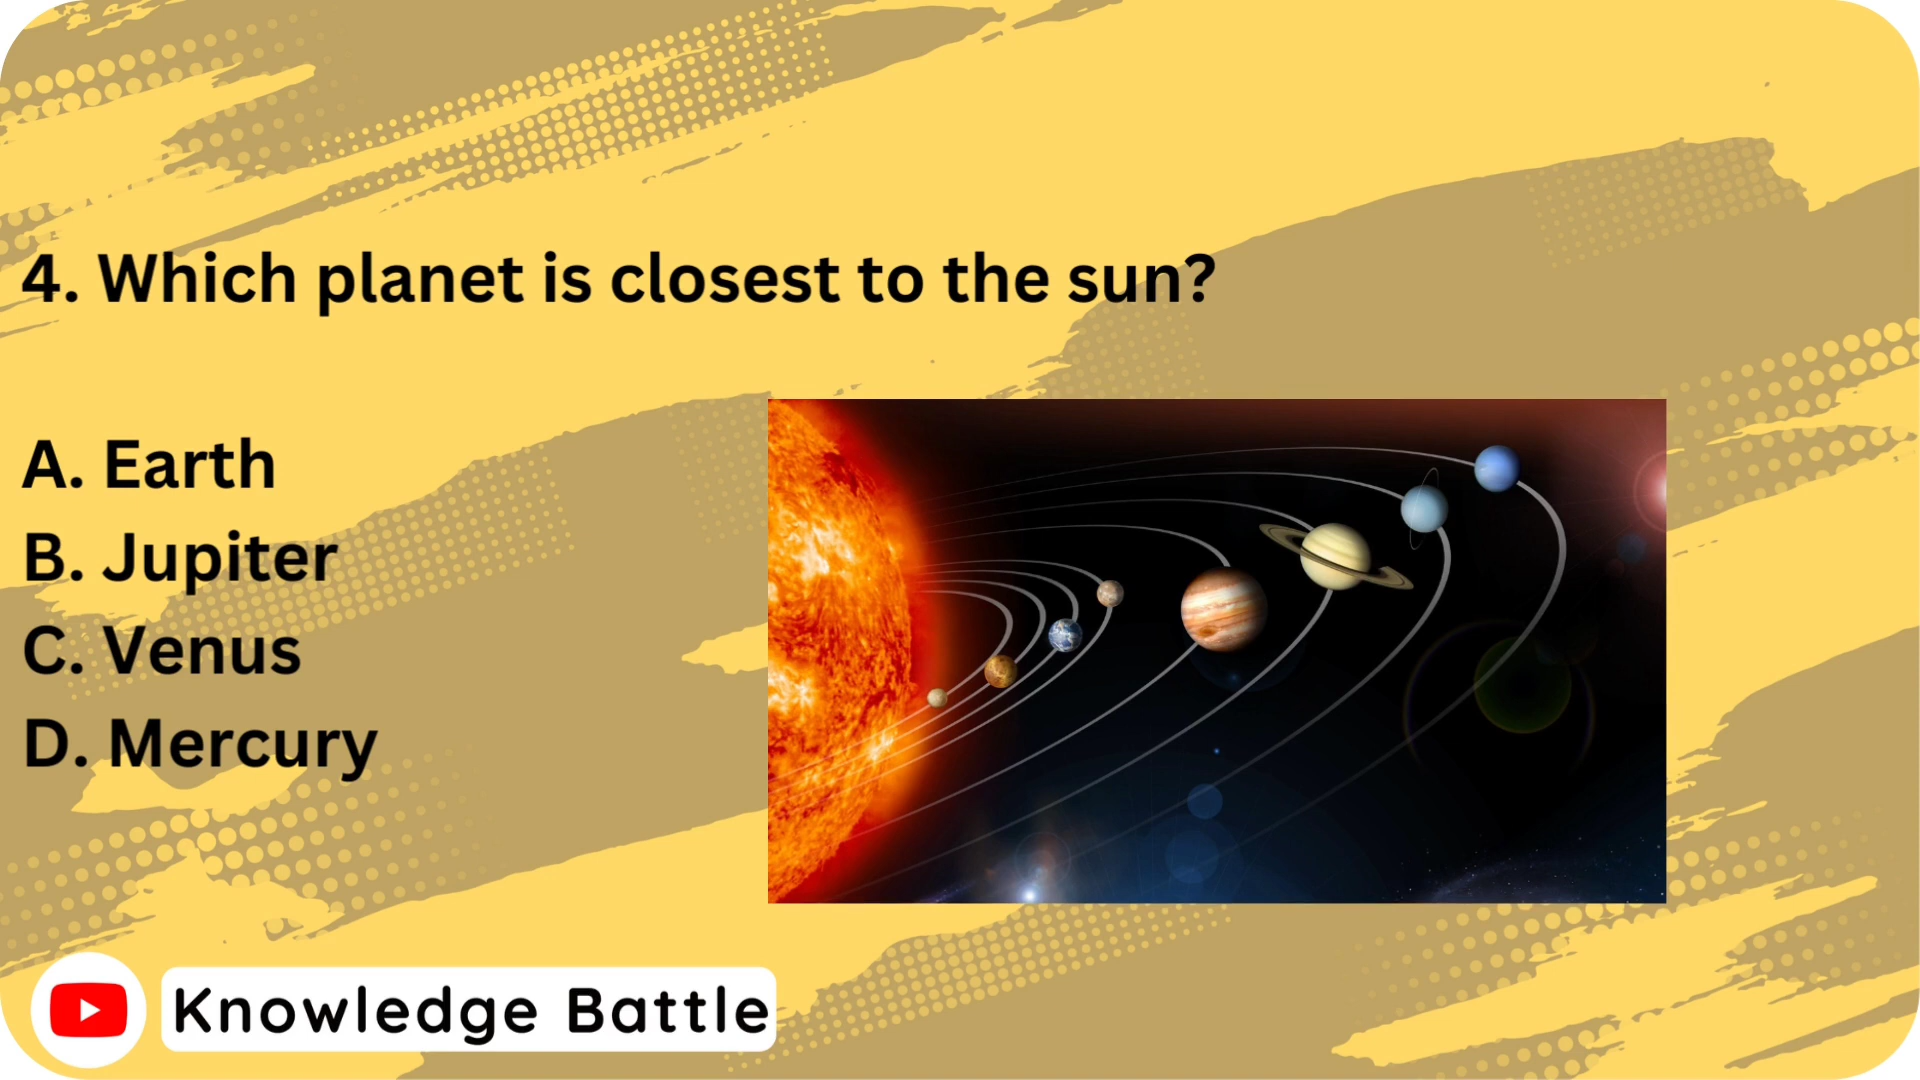 4. Which planet is closest to the sun?
A. Earth
B. Jupiter
C. Venus
D. Mercury
Knowledge Battle